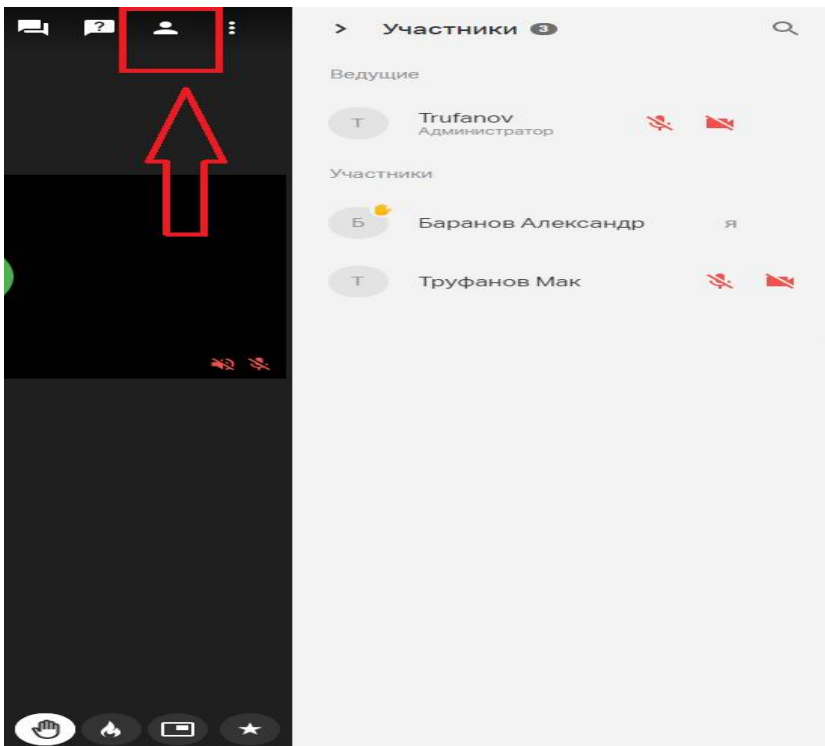 ?
Участники 3
Ведущие
Т
Trufanov
Администратор
Участники
Б
Баранов Александр
я
Т
Труфанов Мак